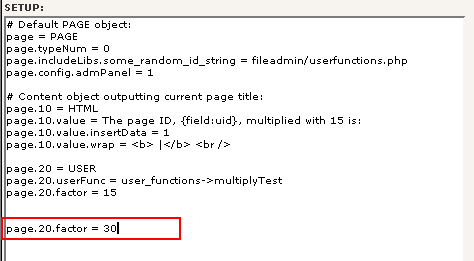 SETUP:
# Default PAGE object:
page = PAGE
page.typeNum = 0
page.includeLibs.some_random_id_string = fileadmin/userfunctions.php
page.config.admPanel = 1
# Content object outputting current page title:
page.10 = HTML
page.10.value = The page ID, {field:uid}, multiplied with 15 is:
page.10.value.insertData = 1
page.10.value.wrap = <b> |</b> <br />
page.20 = USER
page.20.userFunc = user_functions->multiplyTest
page.20.factor = 15
page.20.factor = 30